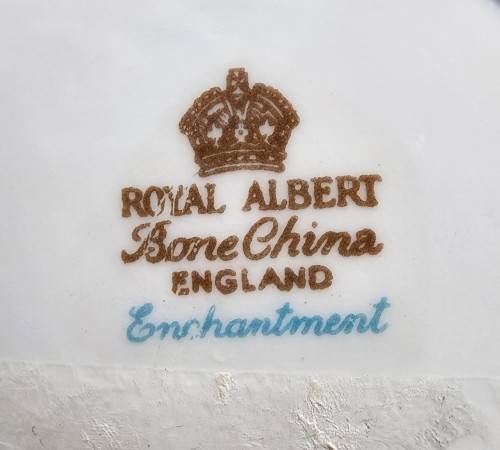 ROYAL ALBERT
Bone China
ENGLAND
Enchantment